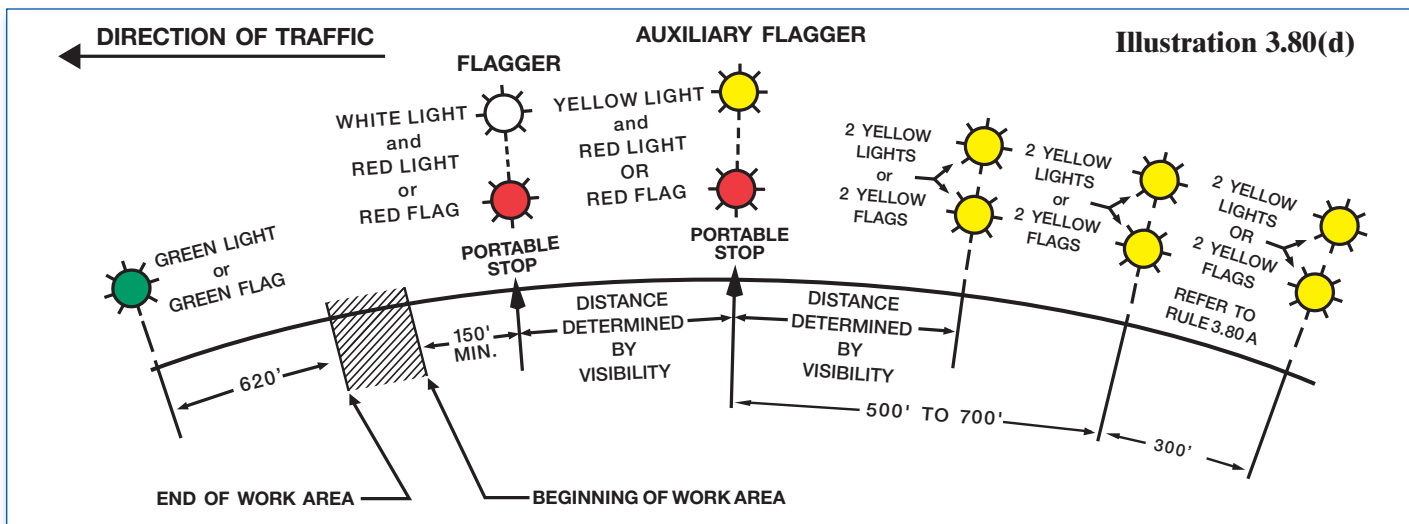 DIRECTION OF TRAFFIC
AUXILIARY FLAGGER
Illustration 3.80(d)
FLAGGER
WHITE LIGHT
and
RED LIGHT
or
RED FLAG
YELLOW LIGHT
and
RED LIGHT
OR
RED FLAG
2 YELLOW
LIGHTS
or
2 YELLOW
FLAGS
2 YELLOW
LIGHTS
or
2 YELLOW
FLAGS
2 YELLOW
LIGHTS
OR
2 YELLOW
FLAGS
REFER TO
RULE 3.80 A
GREEN LIGHT
or
GREEN FLAG
PORTABLE
STOP
PORTABLE
STOP
620'
150'
MIN.
DISTANCE
DETERMINED
BY
VISIBILITY
DISTANCE
DETERMINED
BY
VISIBILITY
500' TO 700'
300'
END OF WORK AREA
BEGINNING OF WORK AREA